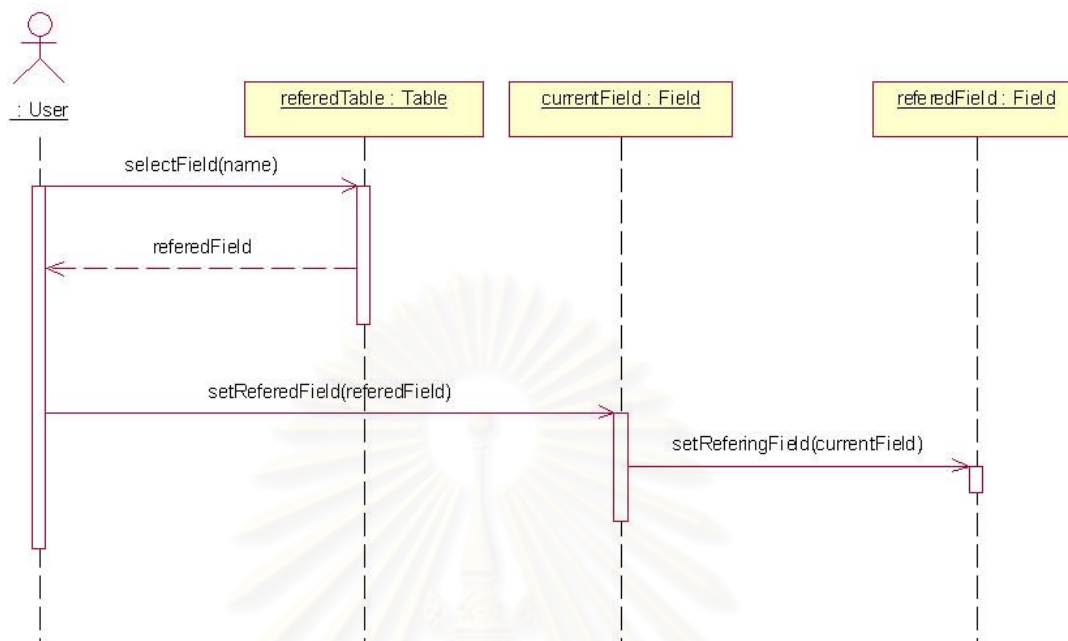 : User
referedTable : Table
currentField : Field
referedField : Field
selectField(name)
referedField
setReferedField(referedField)
setReferingField(currentField)